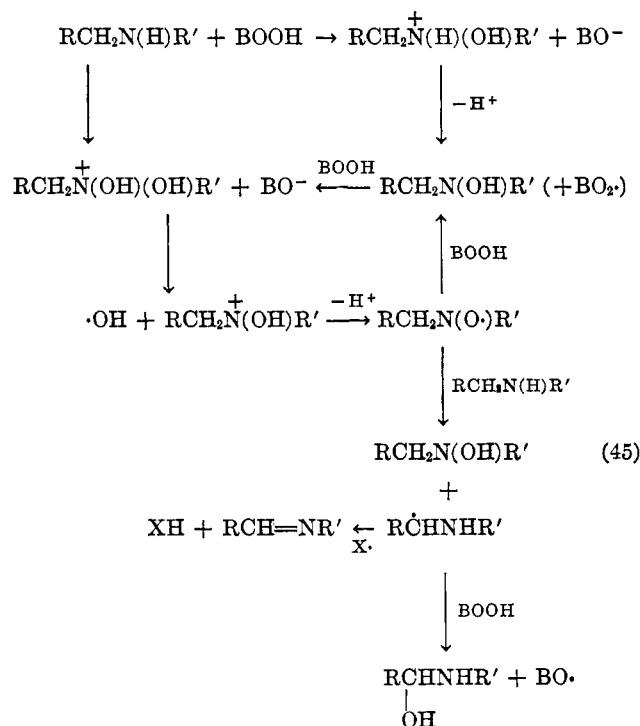 RCH₂N(H)R′ + BOOH → RCH₂N⁺(H)(OH)R′ + BO⁻
−H⁺
RCH₂N⁺(OH)(OH)R′ + BO⁻ ←BOOH RCH₂N(OH)R′ (+BO₂·)
BOOH
·OH + RCH₂N⁺(OH)R′ −H⁺→ RCH₂N(O·)R′
RCH₂N(H)R′
RCH₂N(OH)R′ (45)
+
XH + RCH=NR′ ←X· RĊHNHR′
BOOH
RCHNHR′ + BO·
OH